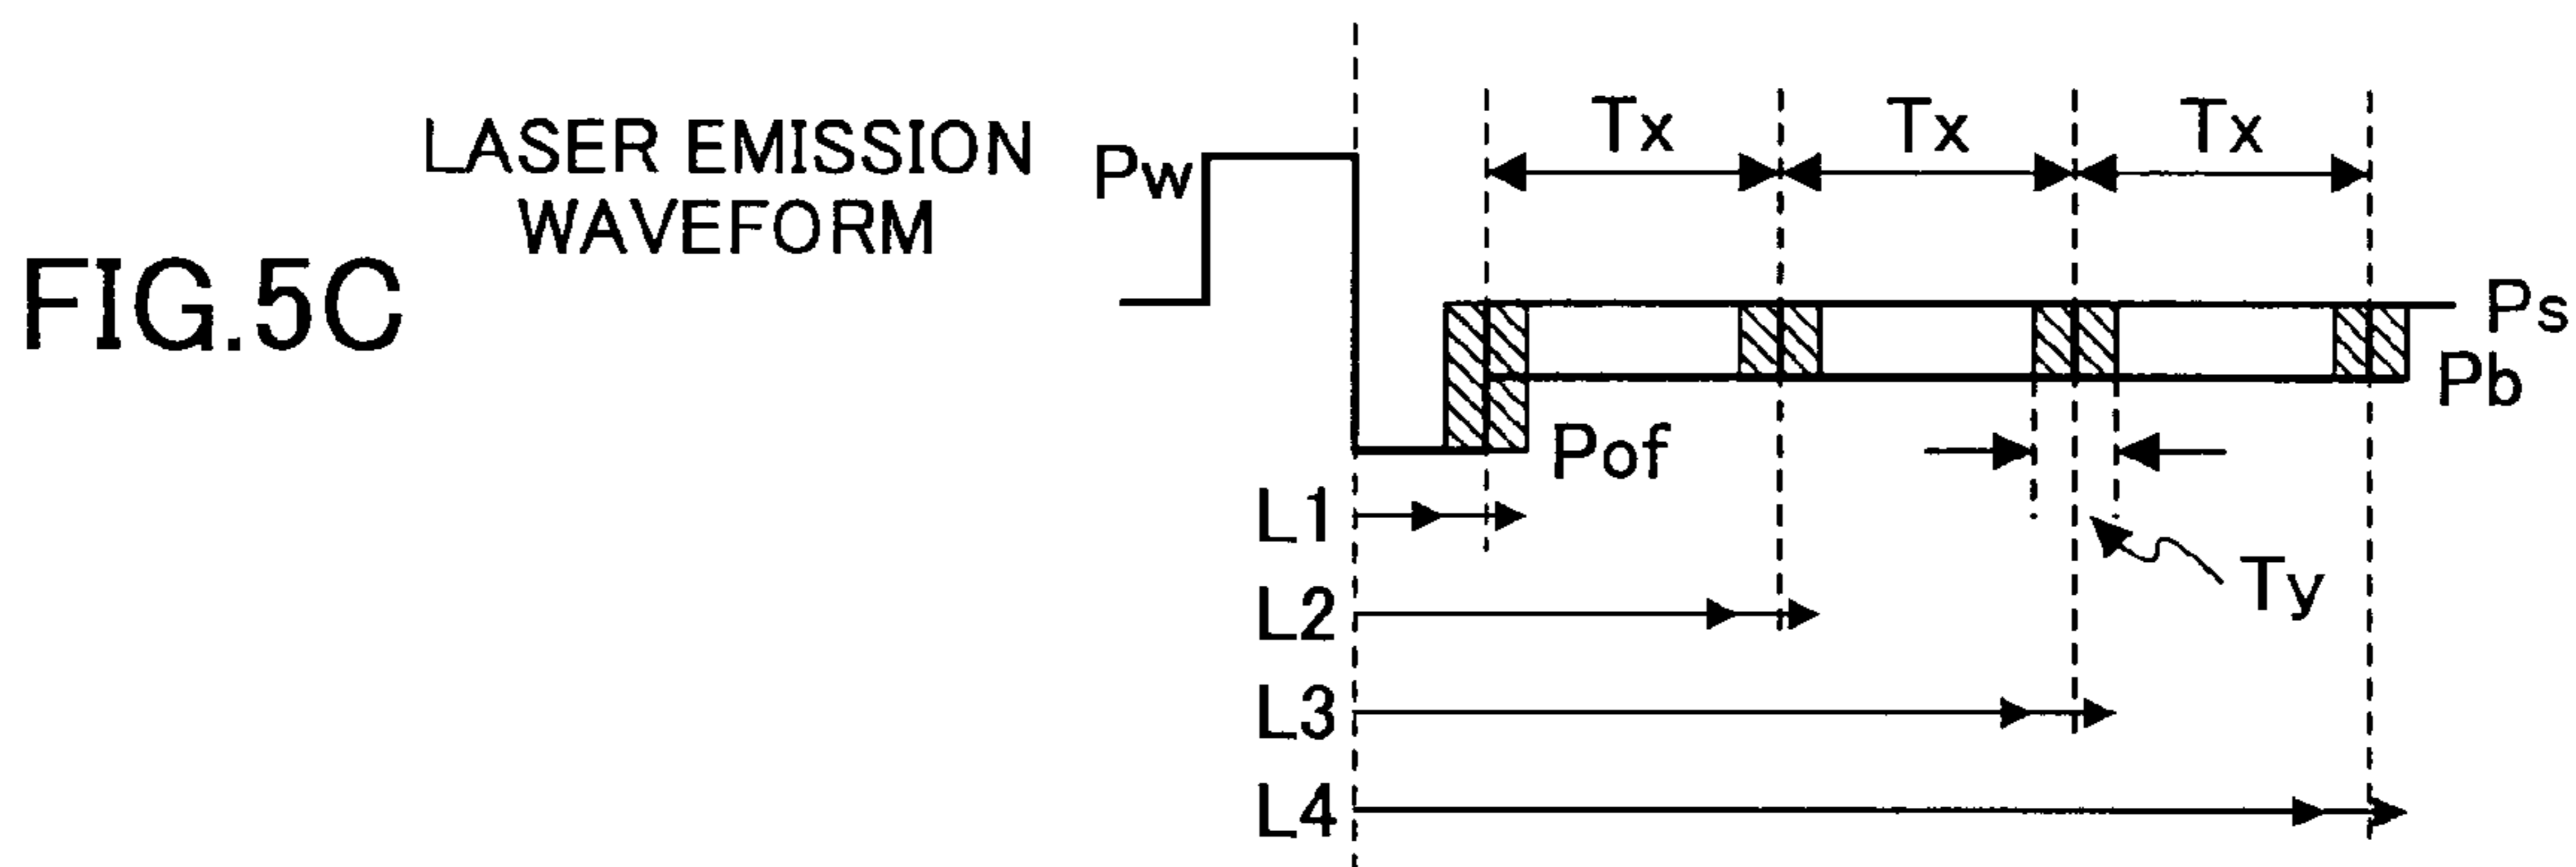 FIG.5C
LASER EMISSION
WAVEFORM
Pw
Tx
Tx
Tx
Ps
Pb
Pof
Ty
L1
L2
L3
L4